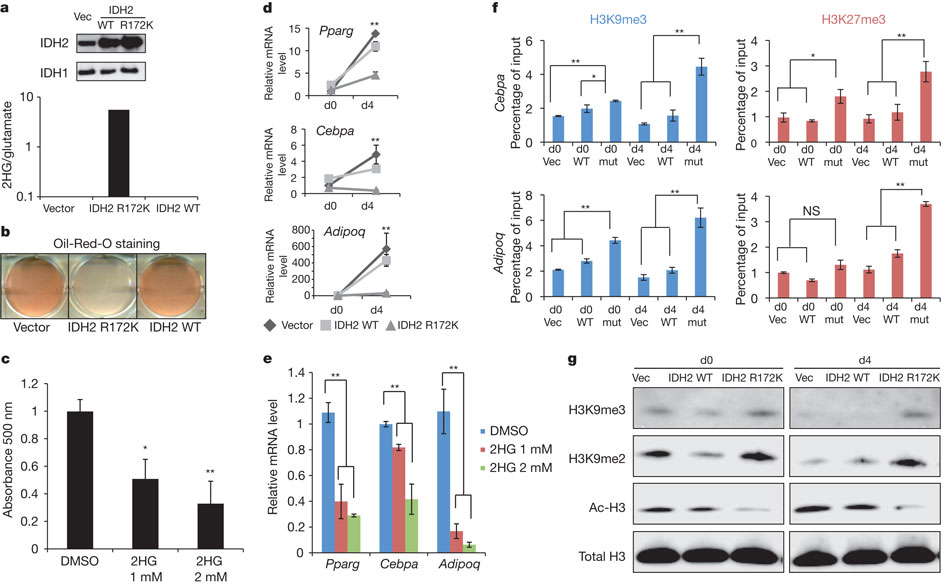 a
IDH2
Vec WT R172K
IDH2
IDH1
2HG/glutamate
10
1
0.1
Vector IDH2 R172K IDH2 WT
b
Oil-Red-O staining
Vector IDH2 R172K IDH2 WT
c
Absorbance 500 nm
1.2
1
0.8
0.6
0.4
0.2
0
*
**
DMSO 2HG 2HG
1 mM 2 mM
d
Relative mRNA
level
15
10
5
0
Pparg
**
d0 d4
Relative mRNA
level
8
6
4
2
0
Cebpa
**
d0 d4
Relative mRNA
level
800
600
400
200
0
Adipoq
**
d0 d4
Vector IDH2 WT IDH2 R172K
e
Relative mRNA level
1.4
1.2
1
0.8
0.6
0.4
0.2
0
** ** **
DMSO
2HG 1 mM
2HG 2 mM
Pparg Cebpa Adipoq
f
H3K9me3 H3K27me3
Cebpa
Percentage of input
6
4
2
0
**
*
**
d0 d0 d0 d4 d4 d4
Vec WT mut Vec WT mut
Percentage of input
4
3
2
1
0
*
**
d0 d0 d0 d4 d4 d4
Vec WT mut Vec WT mut
Adipoq
Percentage of input
8
6
4
2
0
**
**
d0 d0 d0 d4 d4 d4
Vec WT mut Vec WT mut
Percentage of input
4
3
2
1
0
NS
**
d0 d0 d0 d4 d4 d4
Vec WT mut Vec WT mut
g
d0 d4
Vec IDH2 WT IDH2 R172K Vec IDH2 WT IDH2 R172K
H3K9me3
H3K9me2
Ac-H3
Total H3